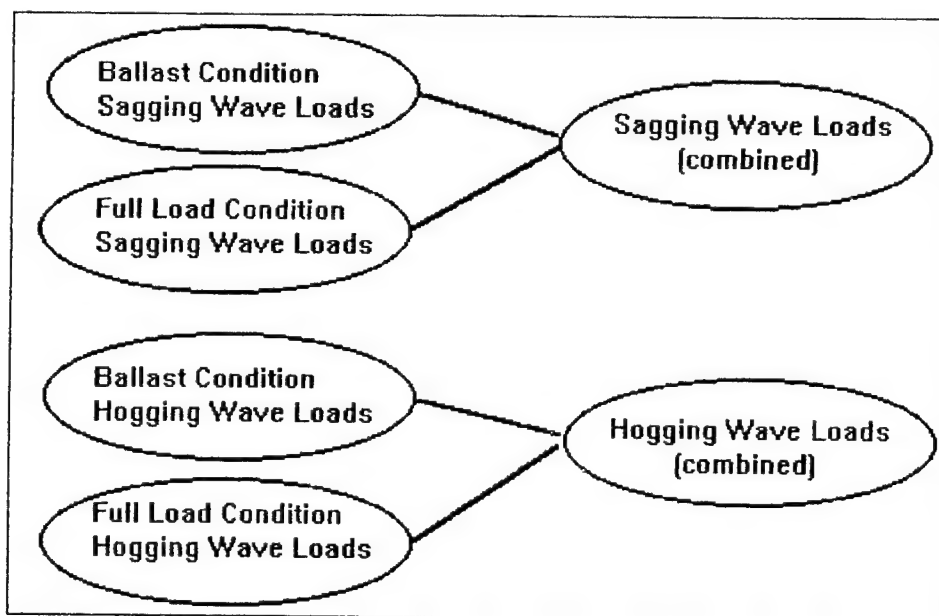 Ballast Condition
Sagging Wave Loads
Sagging Wave Loads
(combined)
Full Load Condition
Sagging Wave Loads
Ballast Condition
Hogging Wave Loads
Hogging Wave Loads
(combined)
Full Load Condition
Hogging Wave Loads